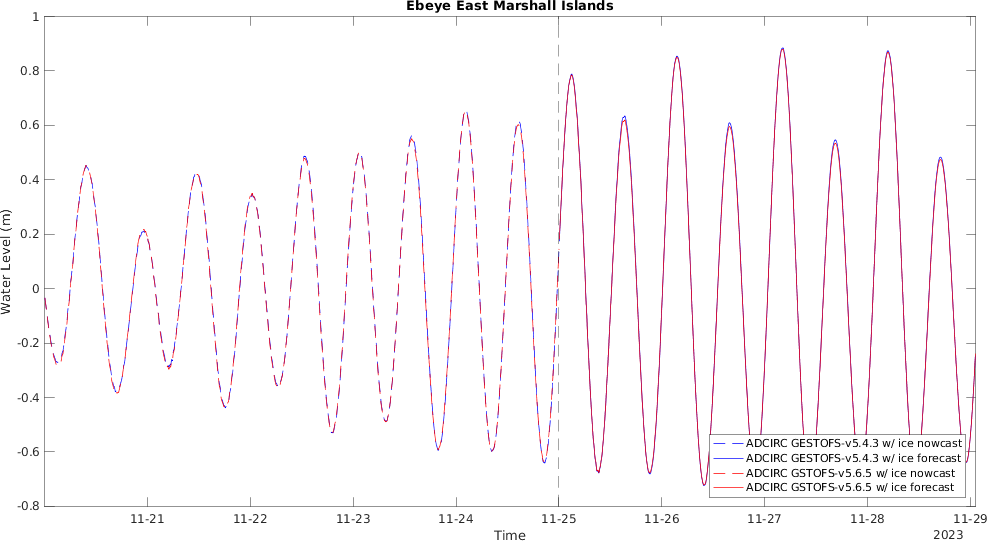 Ebeye East Marshall Islands
1
0.8
0.6
0.4
0.2
0
-0.2
-0.4
-0.6
-0.8
Water Level (m)
ADCIRC GESTOFS-v5.4.3 w/ ice nowcast
ADCIRC GESTOFS-v5.4.3 w/ ice forecast
ADCIRC GSTOFS-v5.6.5 w/ ice nowcast
ADCIRC GSTOFS-v5.6.5 w/ ice forecast
11-21 11-22 11-23 11-24 11-25 11-26 11-27 11-28 11-29
Time
2023